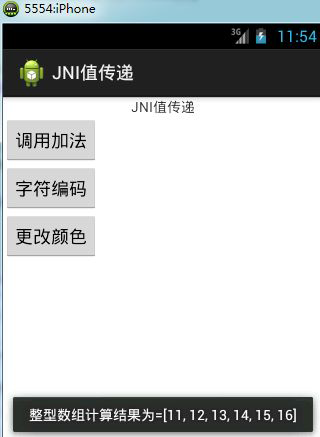 5554:iPhone
3G 11:54
JNI值传递
JNI值传递
调用加法
字符编码
更改颜色
整型数组计算结果为=[11, 12, 13, 14, 15, 16]